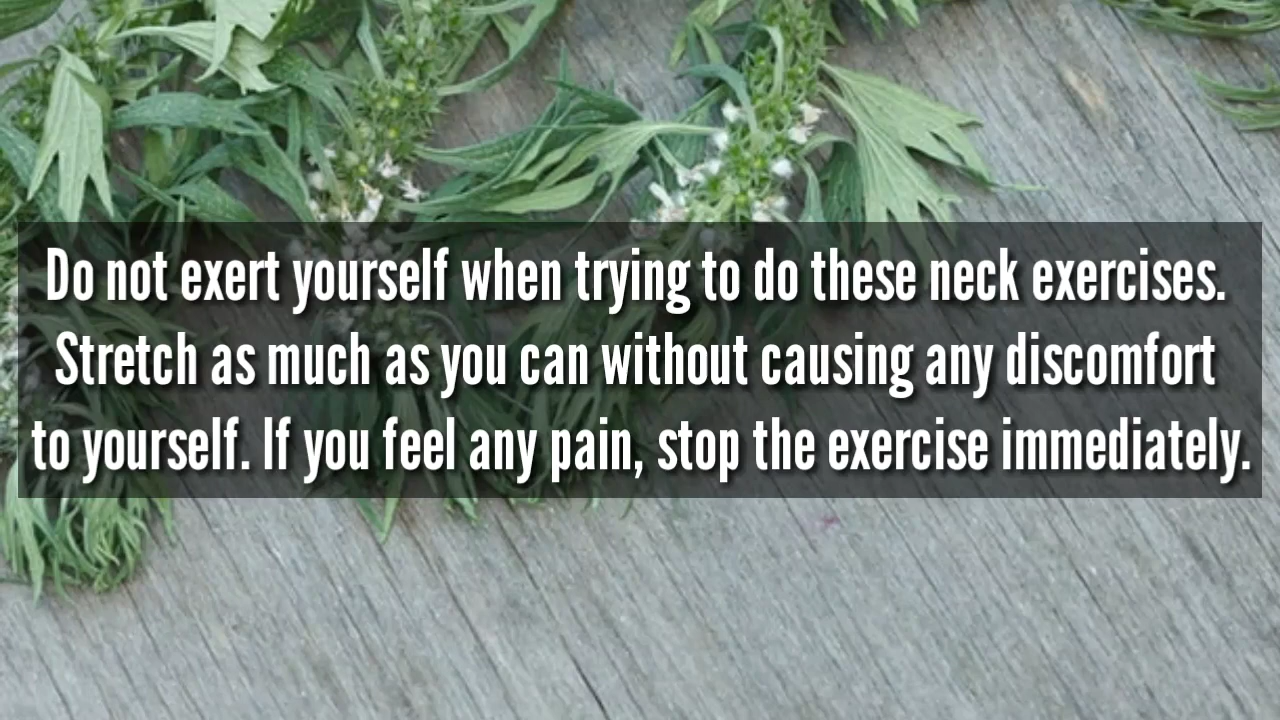 Do not exert yourself when trying to do these neck exercises.
Stretch as much as you can without causing any discomfort
to yourself. If you feel any pain, stop the exercise immediately.